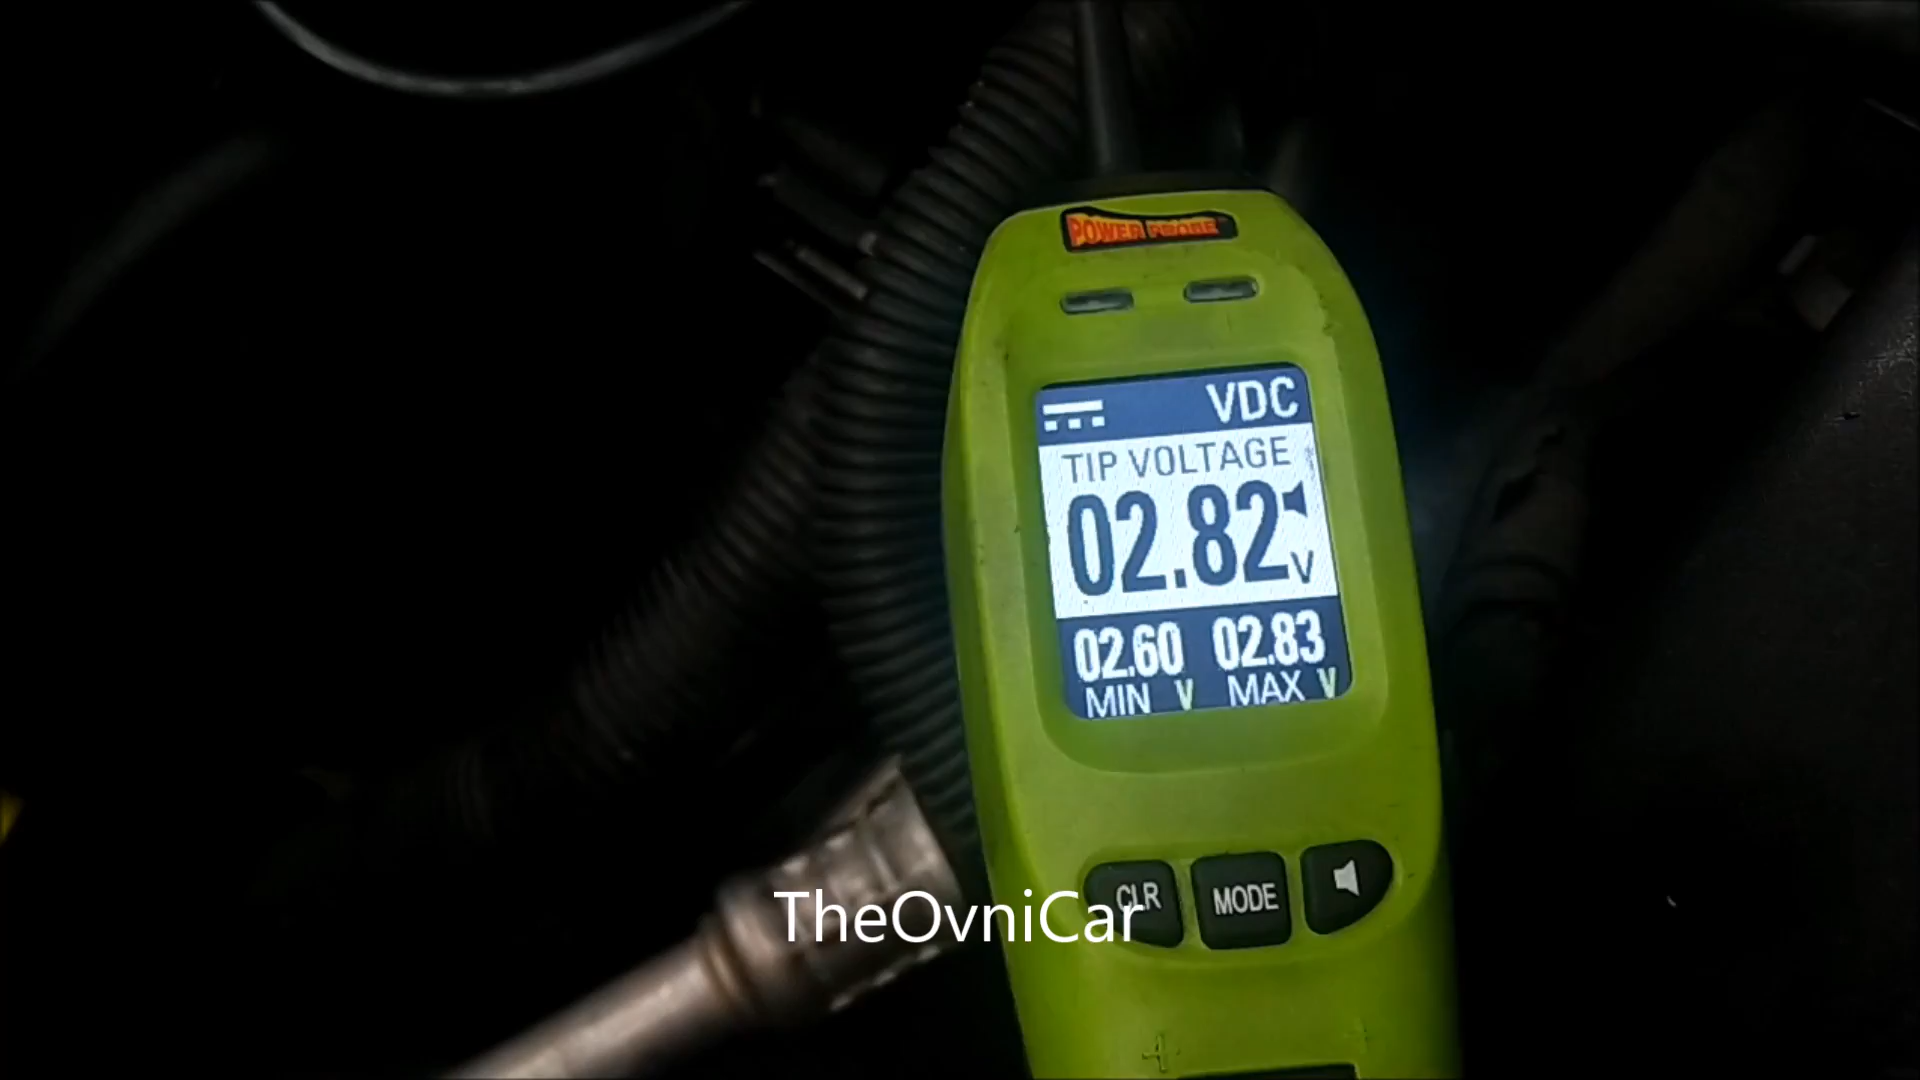 POWER PROBE
VDC
TIP VOLTAGE
02.82 V
02.60 02.83
MIN V MAX V
CLR MODE
TheOvniCar